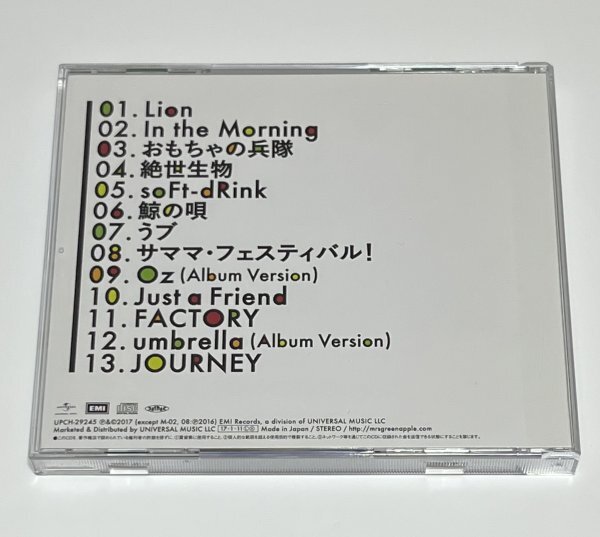 01. Lion
02. In the Morning
03. おもちゃの兵隊
04. 絶世生物
05. soFt-dRink
06. 鯨の唄
07. うブ
08. サママ・フェスティバル!
09. Oz (Album Version)
10. Just a Friend
11. FACTORY
12. umbrella (Album Version)
13. JOURNEY
EMI
UPCH-29245 ℗&©2017 (except M-02, 08:℗2016) EMI Records, a division of UNIVERSAL MUSIC LLC
Marketed & Distributed by UNIVERSAL MUSIC LLC 17・1・11 Made in Japan / STEREO / http://mrsgreenapple.com